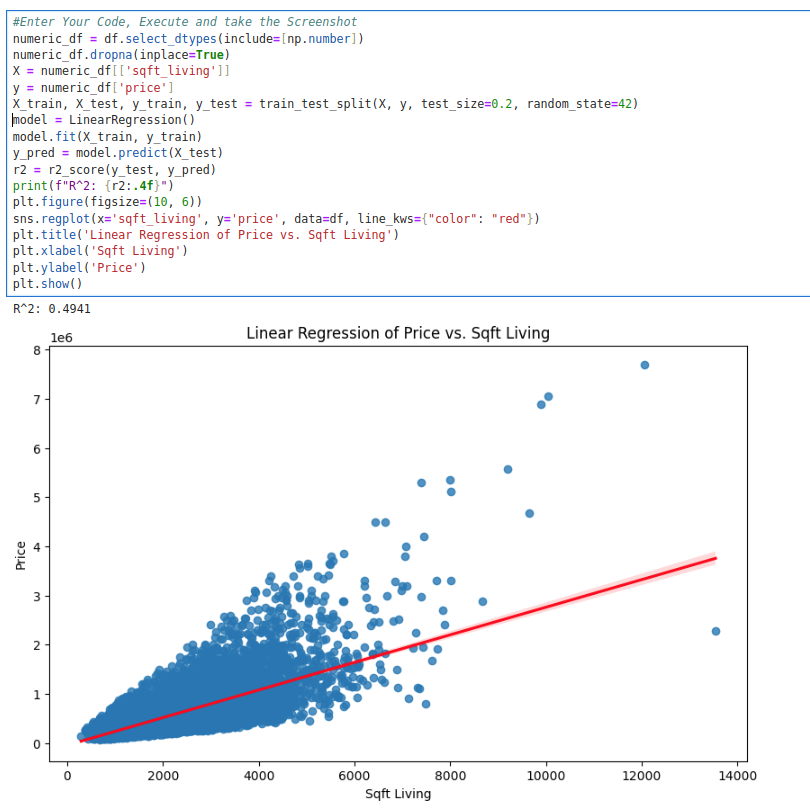 #Enter Your Code, Execute and take the Screenshot
numeric_df = df.select_dtypes(include=[np.number])
numeric_df.dropna(inplace=True)
X = numeric_df[['sqft_living']]
y = numeric_df['price']
X_train, X_test, y_train, y_test = train_test_split(X, y, test_size=0.2, random_state=42)
model = LinearRegression()
model.fit(X_train, y_train)
y_pred = model.predict(X_test)
r2 = r2_score(y_test, y_pred)
print(f"R^2: {r2:.4f}")
plt.figure(figsize=(10, 6))
sns.regplot(x='sqft_living', y='price', data=df, line_kws={"color": "red"})
plt.title('Linear Regression of Price vs. Sqft Living')
plt.xlabel('Sqft Living')
plt.ylabel('Price')
plt.show()
R^2: 0.4941
Linear Regression of Price vs. Sqft Living
1e6
8
7
6
5
4
3
2
1
0
Price
0 2000 4000 6000 8000 10000 12000 14000
Sqft Living